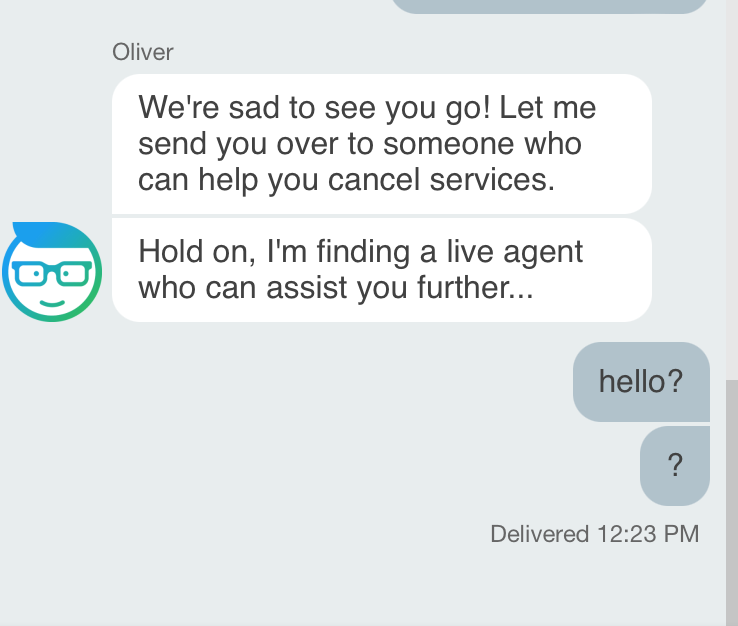 Oliver
We're sad to see you go! Let me
send you over to someone who
can help you cancel services.
Hold on, I'm finding a live agent
who can assist you further...
hello?
?
Delivered 12:23 PM